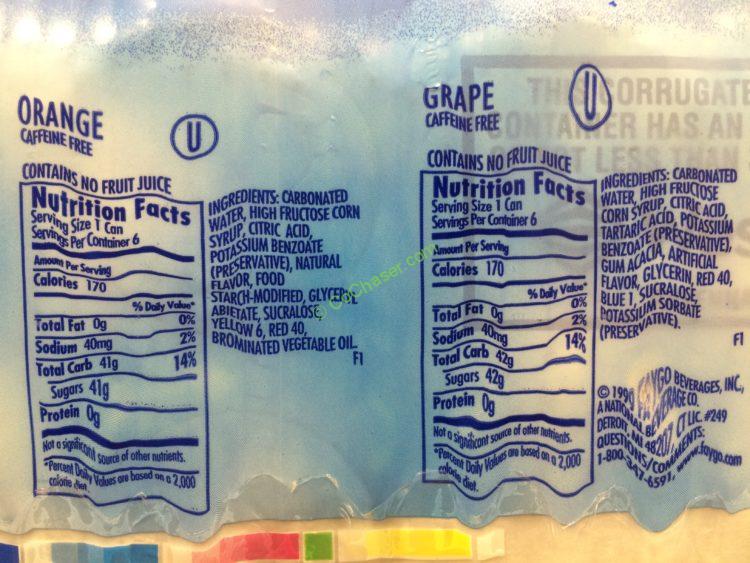 ORANGE
CAFFEINE FREE
U
CONTAINS NO FRUIT JUICE
Nutrition Facts
Serving Size 1 Can
Servings Per Container 6
Amount Per Serving
Calories 170
% Daily Value*
Total Fat 0g 0%
Sodium 40mg 2%
Total Carb 41g 14%
Sugars 41g
Protein 0g
Not a significant source of other nutrients.
*Percent Daily Values are based on a 2,000
calorie diet.
INGREDIENTS: CARBONATED
WATER, HIGH FRUCTOSE CORN
SYRUP, CITRIC ACID,
POTASSIUM BENZOATE
(PRESERVATIVE), NATURAL
FLAVOR, FOOD
STARCH-MODIFIED, GLYCEROL
ABIETATE, SUCRALOSE,
YELLOW 6, RED 40,
BROMINATED VEGETABLE OIL.
F1
GRAPE
CAFFEINE FREE
U
CONTAINS NO FRUIT JUICE
Nutrition Facts
Serving Size 1 Can
Servings Per Container 6
Amount Per Serving
Calories 170
% Daily Value*
Total Fat 0g 0%
Sodium 40mg 2%
Total Carb 42g 14%
Sugars 42g
Protein 0g
Not a significant source of other nutrients.
*Percent Daily Values are based on a 2,000
calorie diet.
INGREDIENTS: CARBONATED
WATER, HIGH FRUCTOSE
CORN SYRUP, CITRIC ACID,
TARTARIC ACID, POTASSIUM
BENZOATE (PRESERVATIVE),
GUM ACACIA, ARTIFICIAL
FLAVOR, GLYCERIN, RED 40,
BLUE 1, SUCRALOSE,
POTASSIUM SORBATE
(PRESERVATIVE).
F1
© 1999 FAYGO BEVERAGES, INC.,
A NATIONAL BEVERAGE CO.
DETROIT, MI 48207 CT LIC. #249
QUESTIONS/COMMENTS:
1-800-347-6591, www.faygo.com
CORRUGATE
CONTAINER HAS AN
LESS THAN
© CoChaser.com